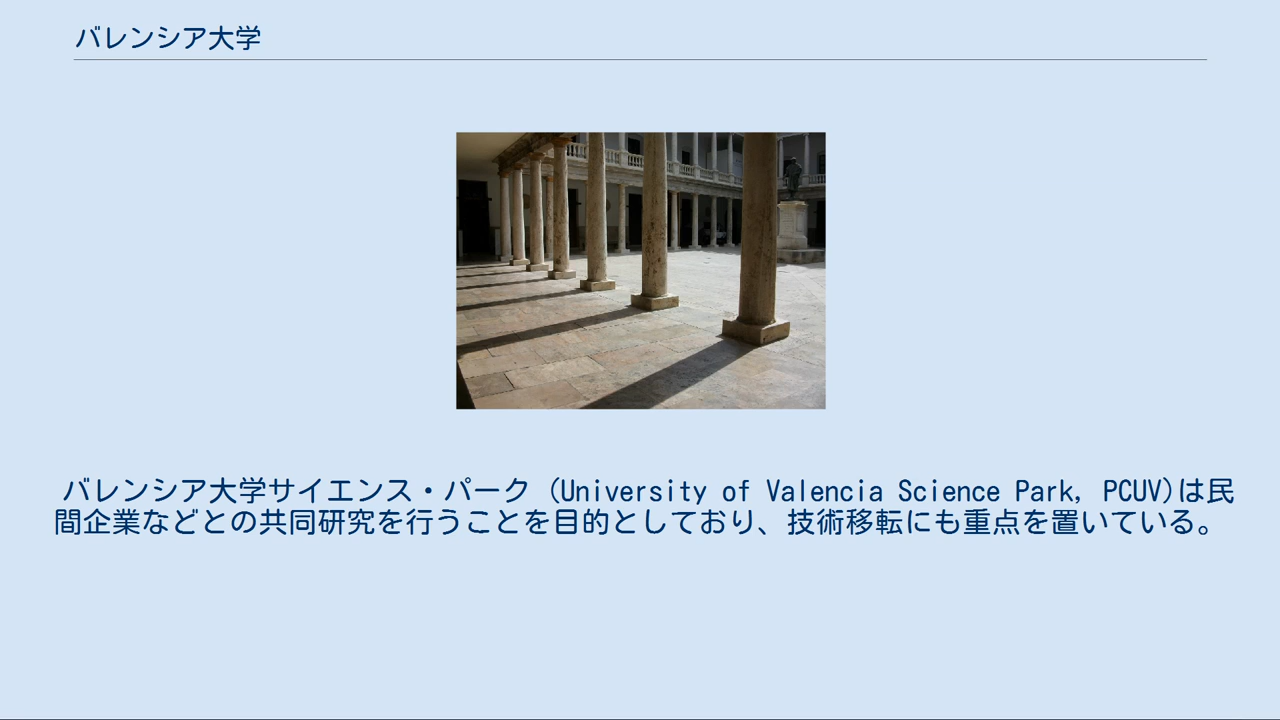 バレンシア大学
バレンシア大学サイエンス・パーク (University of Valencia Science Park, PCUV)は民
間企業などとの共同研究を行うことを目的としており、技術移転にも重点を置いている。